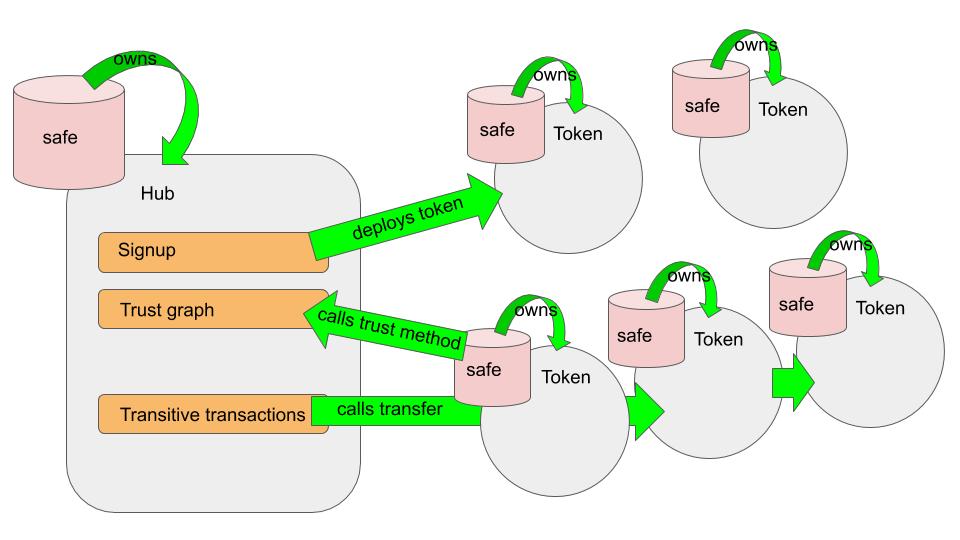 owns
safe
Hub
Signup
Trust graph
Transitive transactions
deploys token
calls trust method
calls transfer
owns
safe
Token
owns
safe
Token
owns
safe
Token
owns
safe
Token
owns
safe
Token